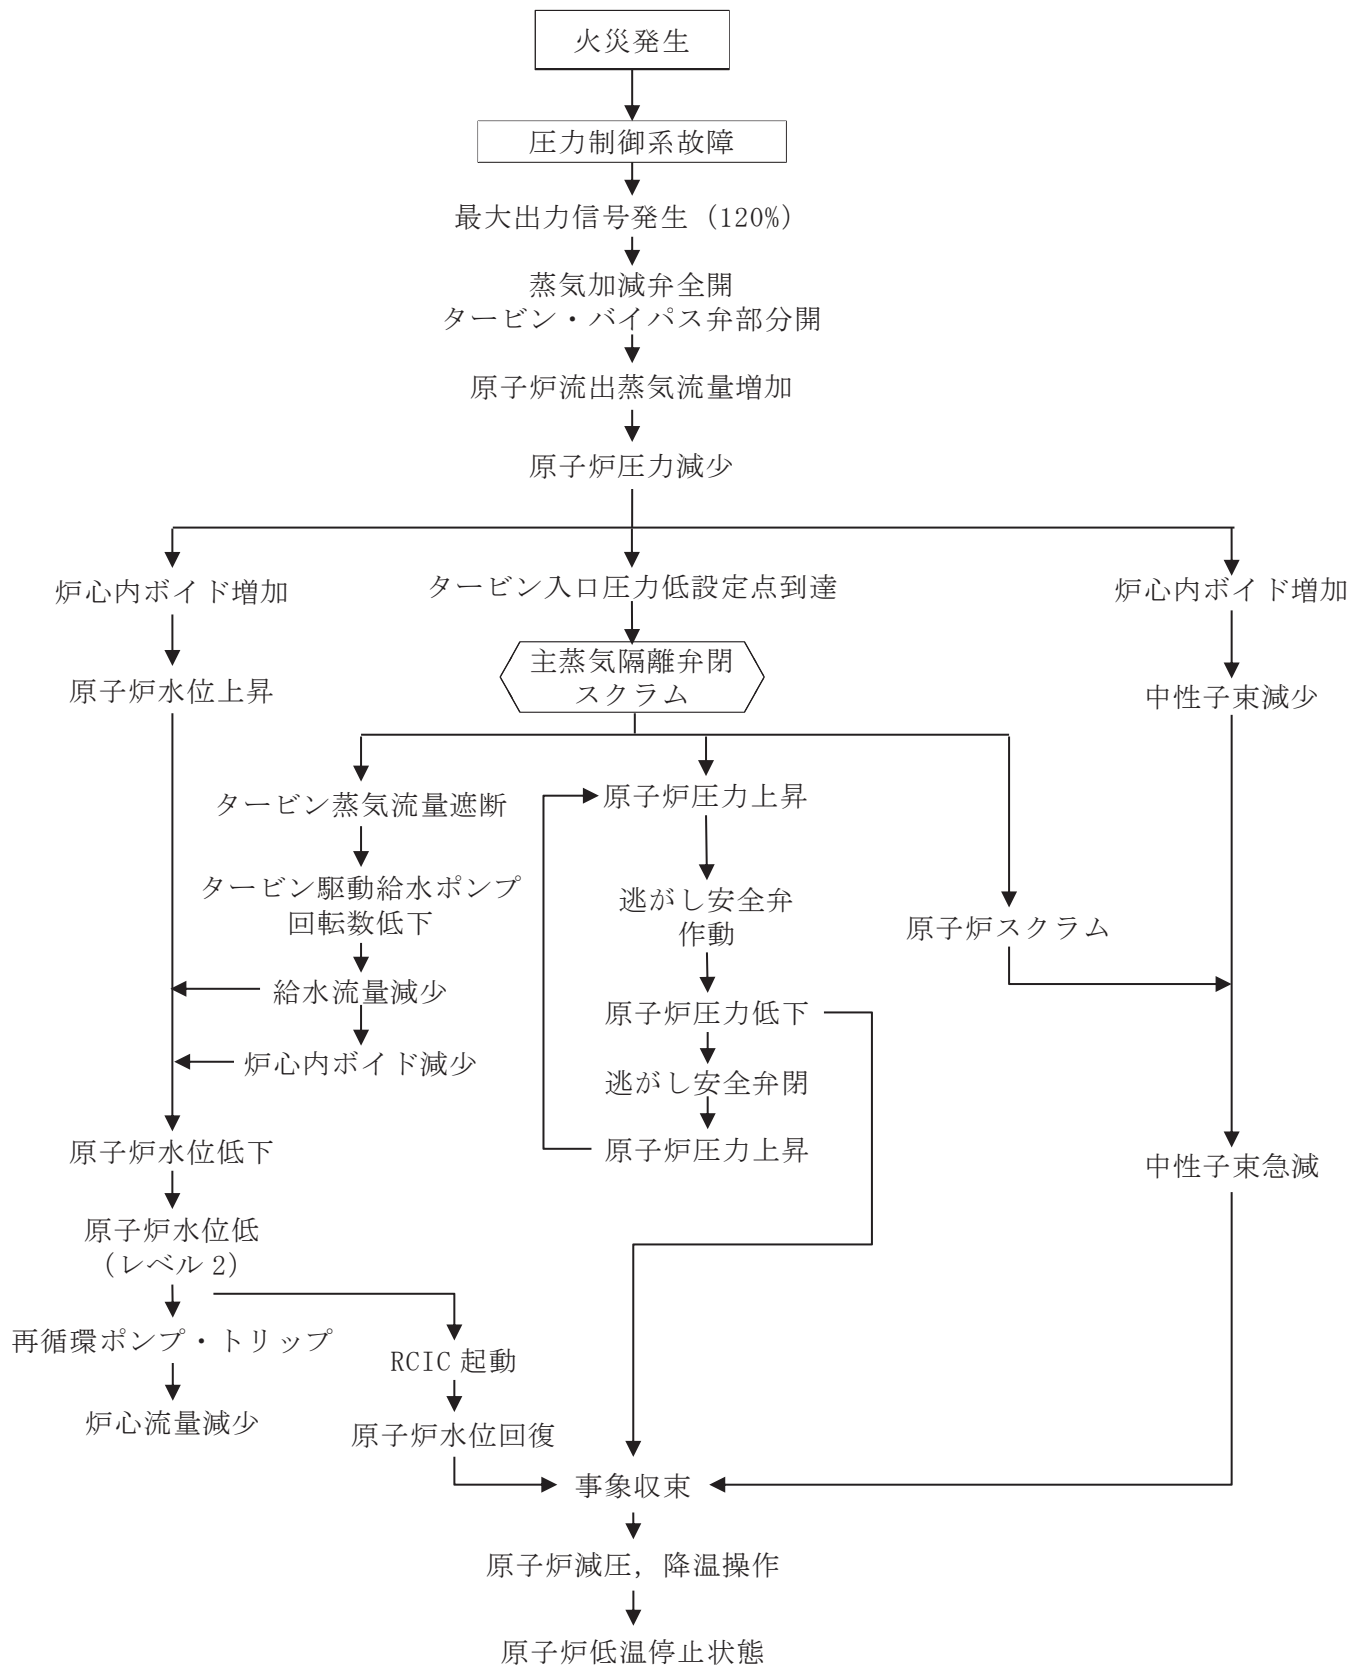 火災発生
圧力制御系故障
最大出力信号発生（120%）
蒸気加減弁全開
タービン・バイパス弁部分開
原子炉流出蒸気流量増加
原子炉圧力減少
炉心内ボイド増加
タービン入口圧力低設定点到達
炉心内ボイド増加
主蒸気隔離弁閉
スクラム
原子炉水位上昇
中性子束減少
タービン蒸気流量遮断
原子炉圧力上昇
タービン駆動給水ポンプ
回転数低下
逃がし安全弁
作動
原子炉スクラム
給水流量減少
原子炉圧力低下
炉心内ボイド減少
逃がし安全弁閉
原子炉水位低下
原子炉圧力上昇
中性子束急減
原子炉水位低
（レベル 2）
再循環ポンプ・トリップ
RCIC 起動
炉心流量減少
原子炉水位回復
事象収束
原子炉減圧，降温操作
原子炉低温停止状態